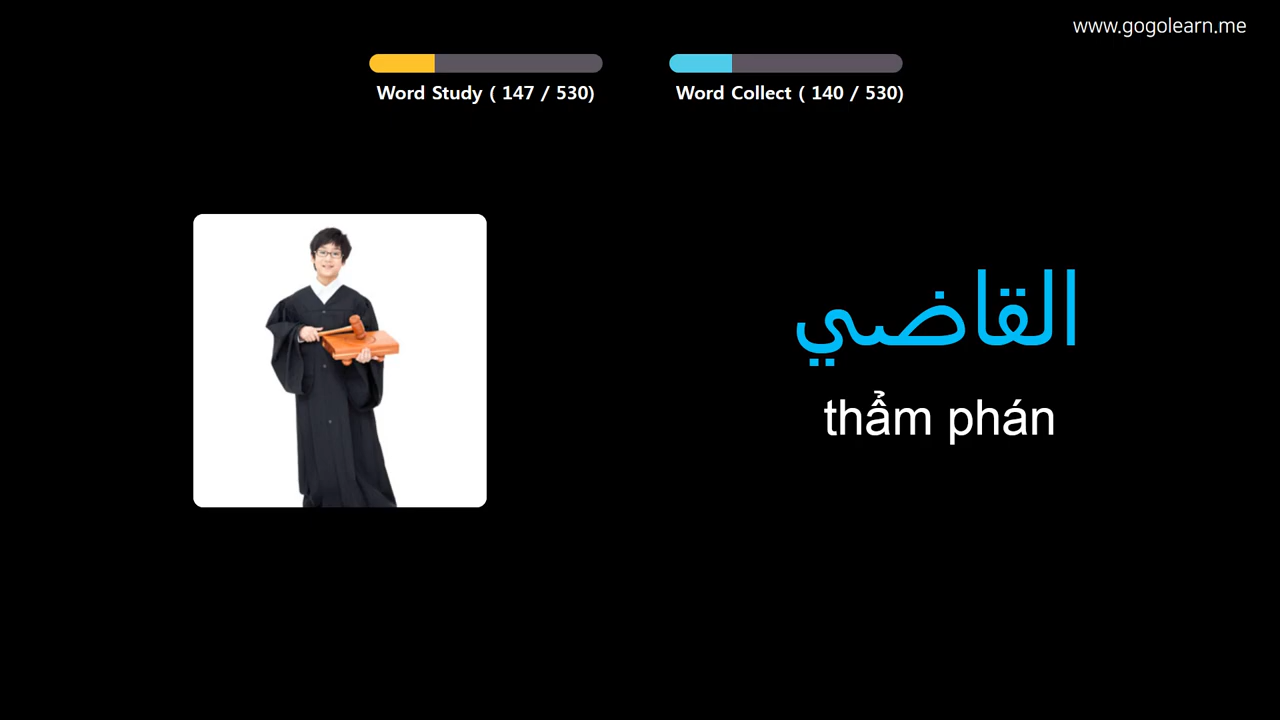 www.gogolearn.me
Word Study ( 147 / 530)
Word Collect ( 140 / 530)
القاضي
thẩm phán